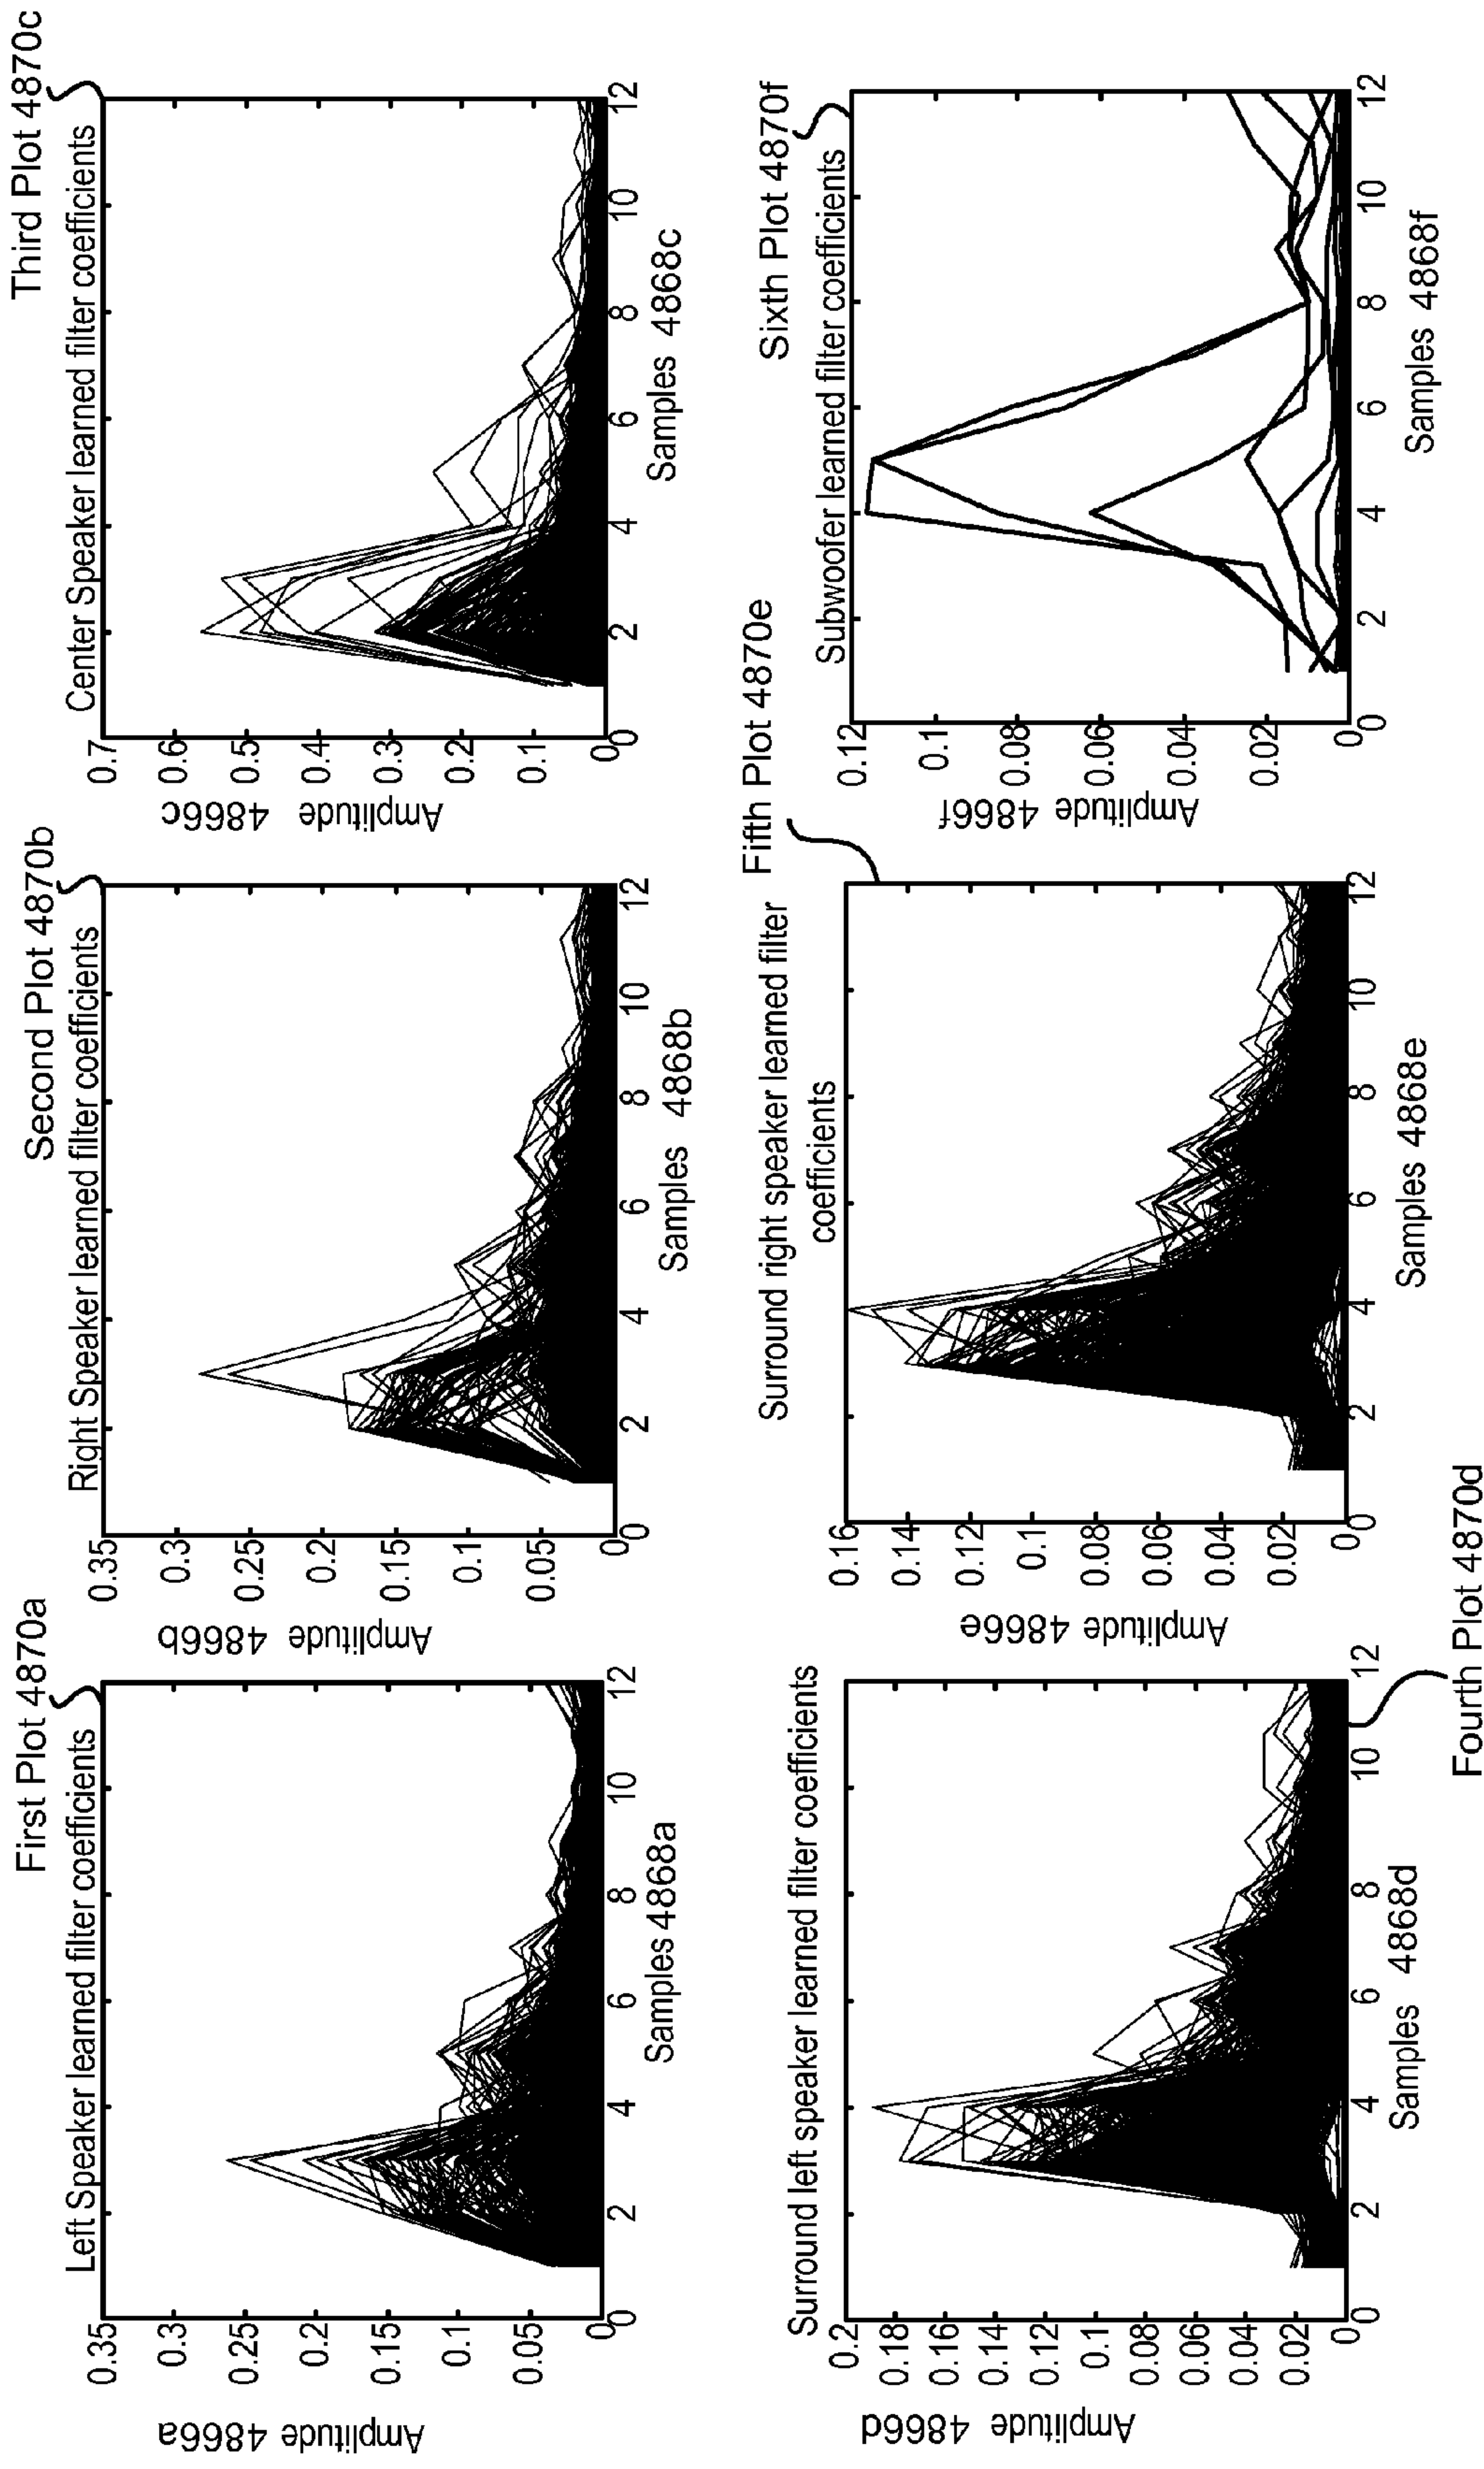 First Plot 4870a
Left Speaker learned filter coefficients
0.35
0.3
0.25
0.2
0.15
0.1
0.05
0
Amplitude 4866a
0 2 4 6 8 10 12
Samples 4868a
Second Plot 4870b
Right Speaker learned filter coefficients
0.35
0.3
0.25
0.2
0.15
0.1
0.05
0
Amplitude 4866b
0 2 4 6 8 10 12
Samples 4868b
Third Plot 4870c
Center Speaker learned filter coefficients
0.7
0.6
0.5
0.4
0.3
0.2
0.1
0
Amplitude 4866c
0 2 4 6 8 10 12
Samples 4868c
Surround left speaker learned filter coefficients
0.2
0.18
0.16
0.14
0.12
0.1
0.08
0.06
0.04
0.02
0
Amplitude 4866d
0 2 4 6 8 10 12
Samples 4868d
Fourth Plot 4870d
Fifth Plot 4870e
Surround right speaker learned filter
coefficients
0.16
0.14
0.12
0.1
0.08
0.06
0.04
0.02
0
Amplitude 4866e
0 2 4 6 8 10 12
Samples 4868e
Sixth Plot 4870f
Subwoofer learned filter coefficients
0.12
0.1
0.08
0.06
0.04
0.02
0
Amplitude 4866f
0 2 4 6 8 10 12
Samples 4868f